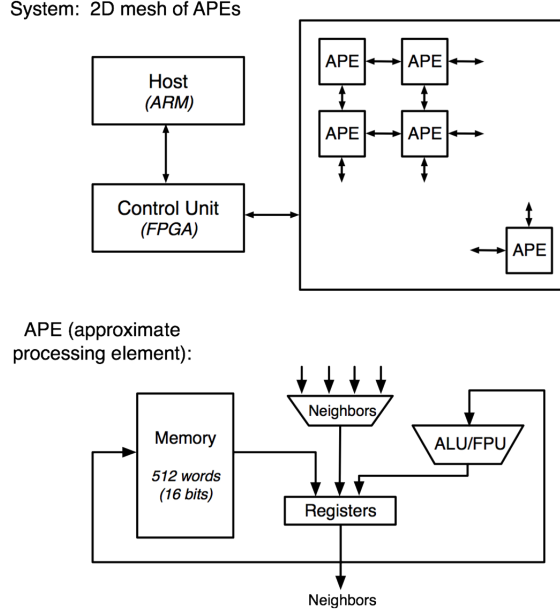 System:  2D mesh of APEs
Host
(ARM)
Control Unit
(FPGA)
APE
APE
APE
APE
APE
APE (approximate
processing element):
Memory
512 words
(16 bits)
Neighbors
ALU/FPU
Registers
Neighbors